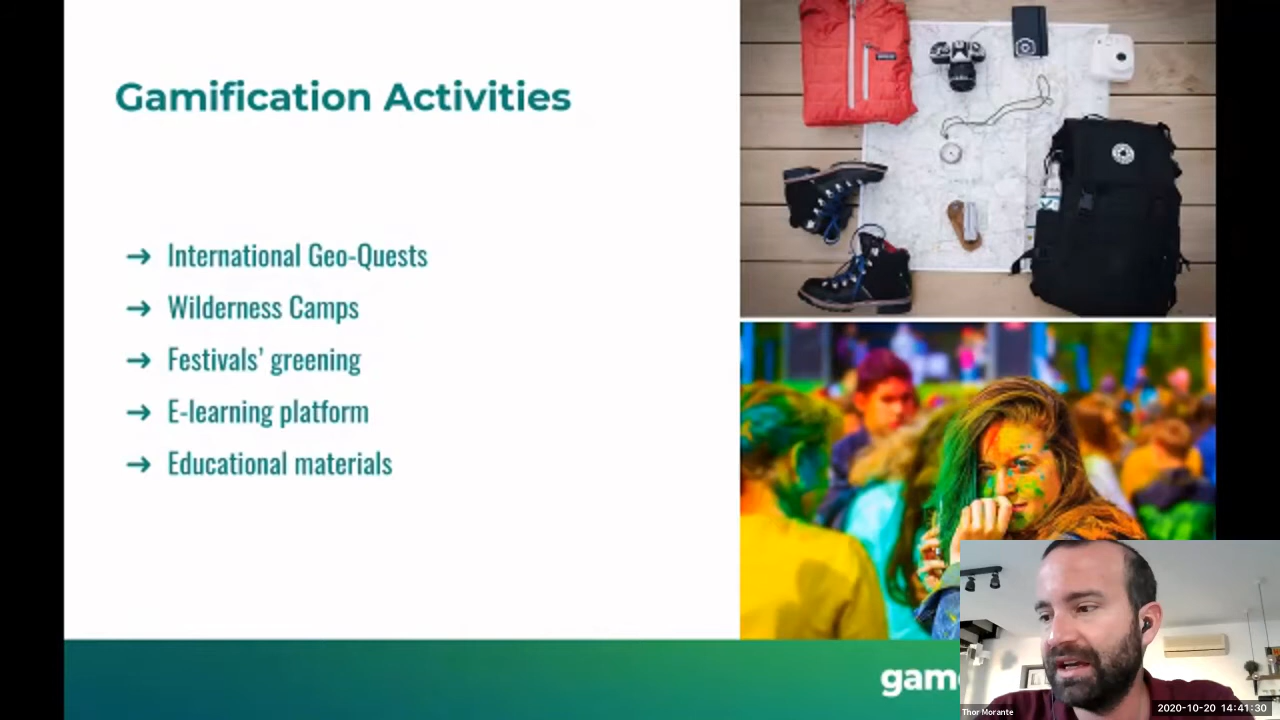 Gamification Activities
➔ International Geo-Quests
➔ Wilderness Camps
➔ Festivals’ greening
➔ E-learning platform
➔ Educational materials
gam
Thor Morante
2020-10-20 14:41:30